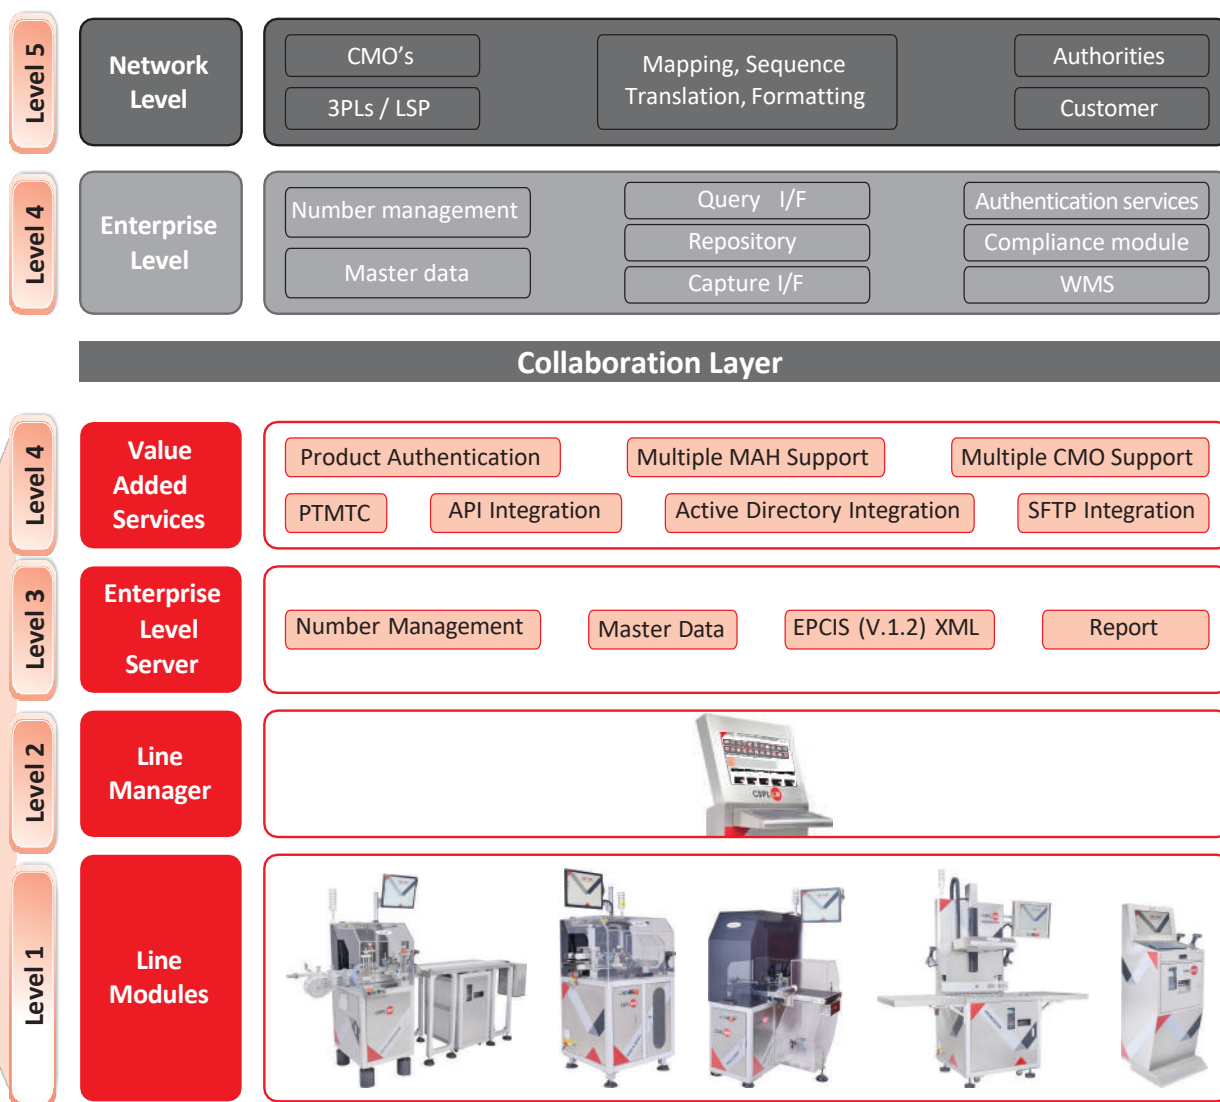 Level 5
Network
Level
CMO's
3PLs / LSP
Mapping, Sequence
Translation, Formatting
Authorities
Customer
Level 4
Enterprise
Level
Number management
Master data
Query I/F
Repository
Capture I/F
Authentication services
Compliance module
WMS
Collaboration Layer
Level 4
Value
Added
Services
Product Authentication
Multiple MAH Support
Multiple CMO Support
PTMTC
API Integration
Active Directory Integration
SFTP Integration
Level 3
Enterprise
Level
Server
Number Management
Master Data
EPCIS (V.1.2) XML
Report
Level 2
Line
Manager
CSPL
Level 1
Line
Modules